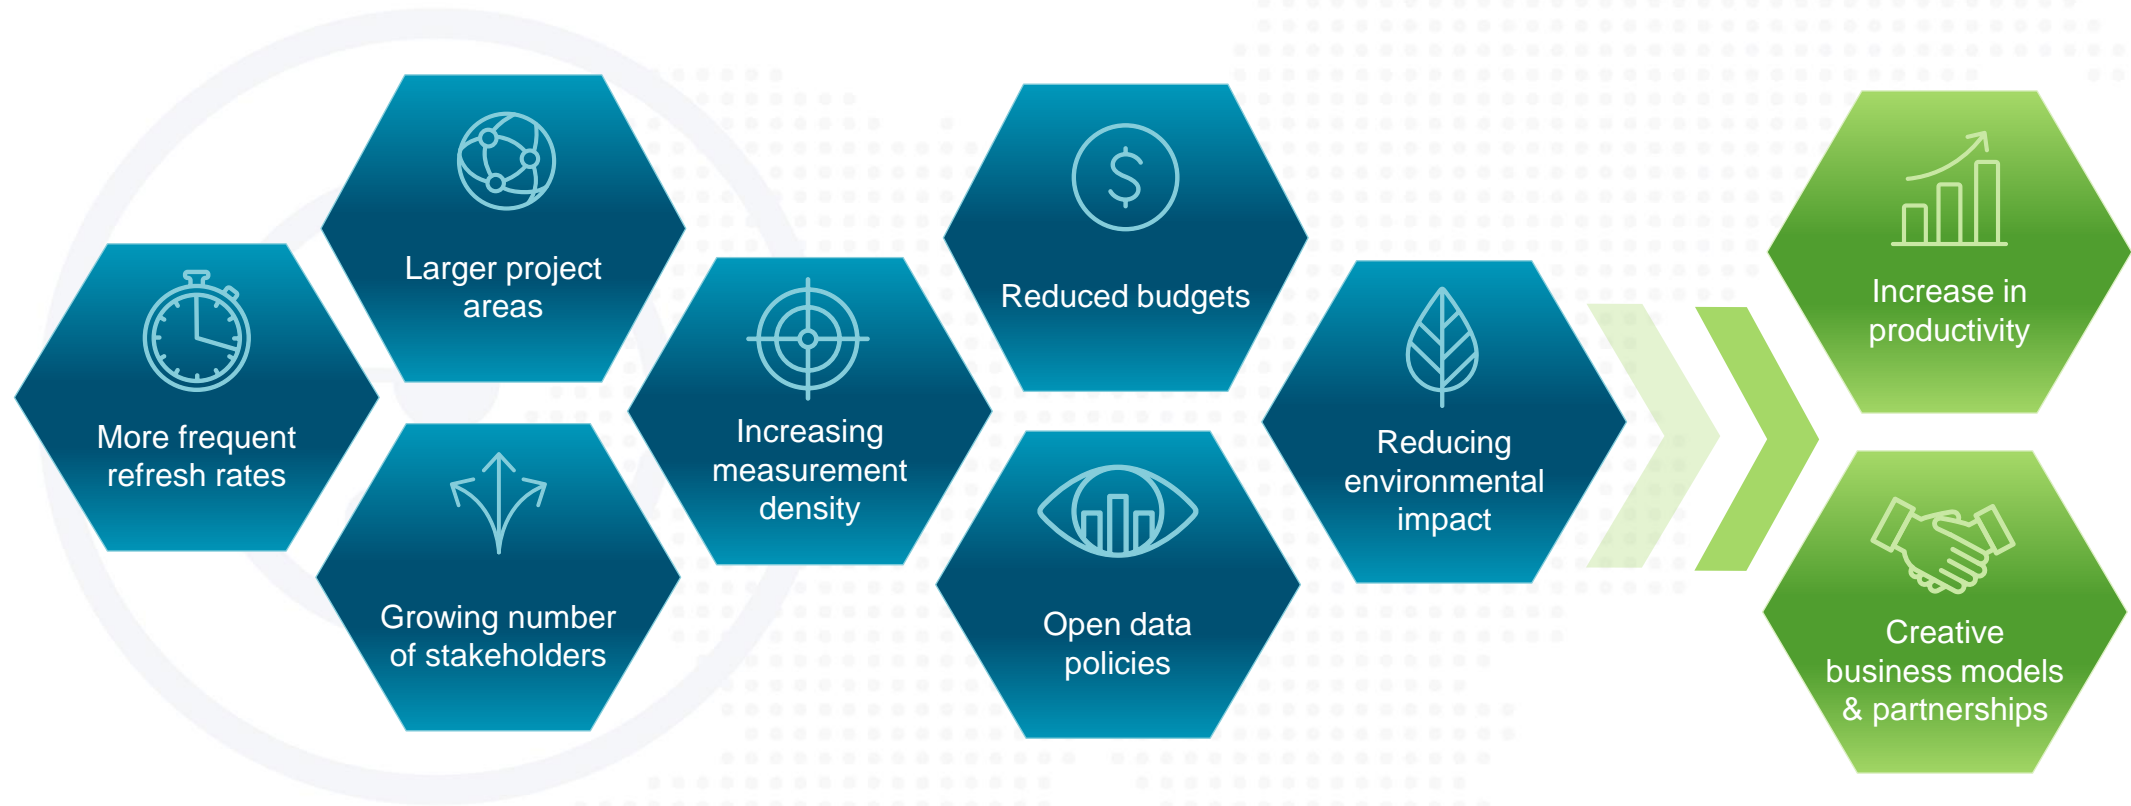 More frequent
refresh rates
Larger project
areas
Growing number
of stakeholders
Increasing
measurement
density
Reduced budgets
Open data
policies
Reducing
environmental
impact
Increase in
productivity
Creative
business models
& partnerships